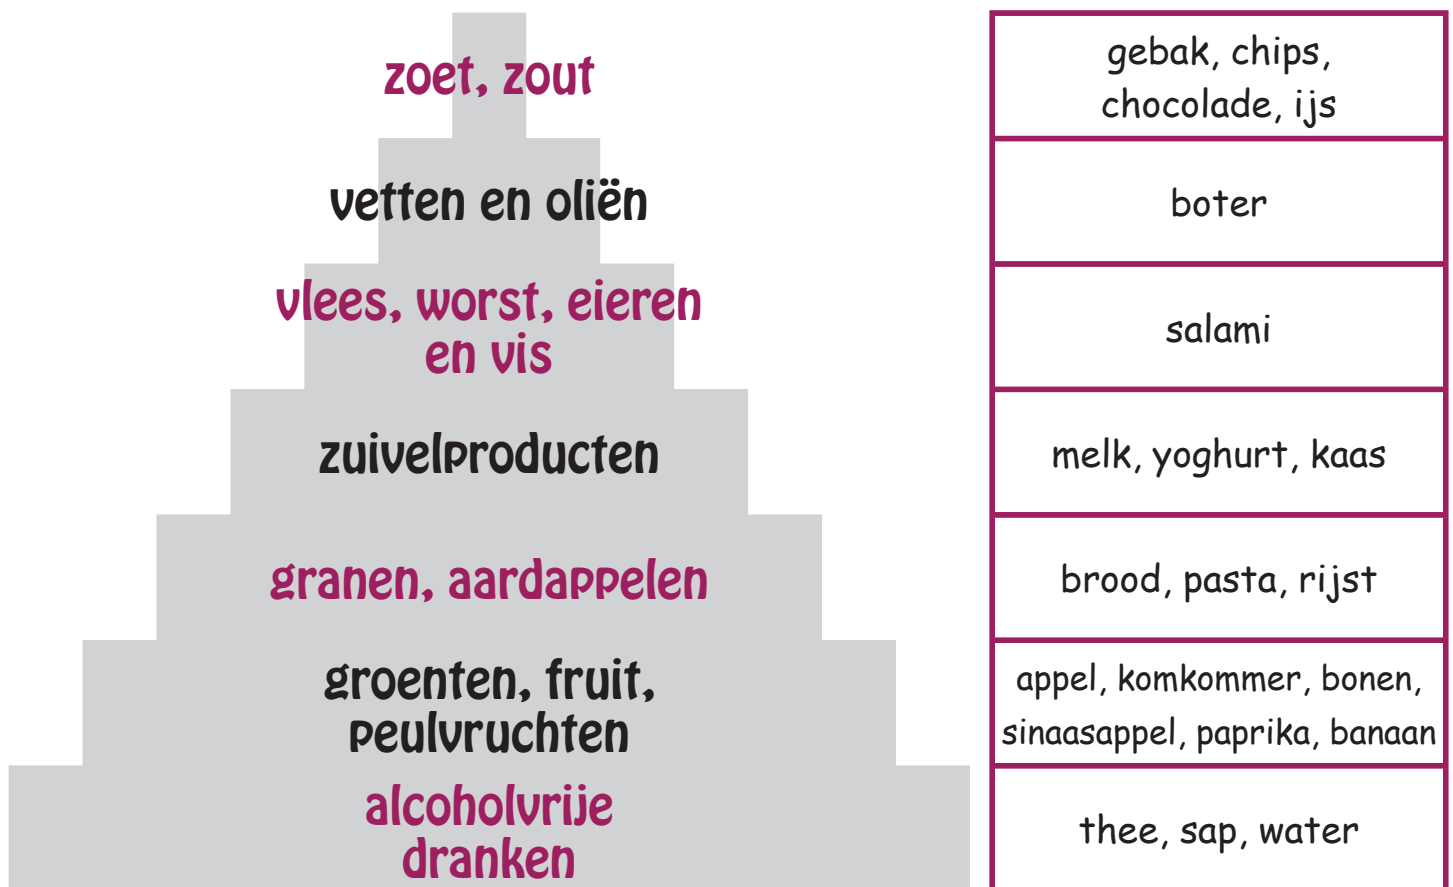 zoet, zout
gebak, chips,
chocolade, ijs
vetten en oliën
boter
vlees, worst, eieren
en vis
salami
zuivelproducten
melk, yoghurt, kaas
granen, aardappelen
brood, pasta, rijst
groenten, fruit,
peulvruchten
appel, komkommer, bonen,
sinaasappel, paprika, banaan
alcoholvrije
dranken
thee, sap, water